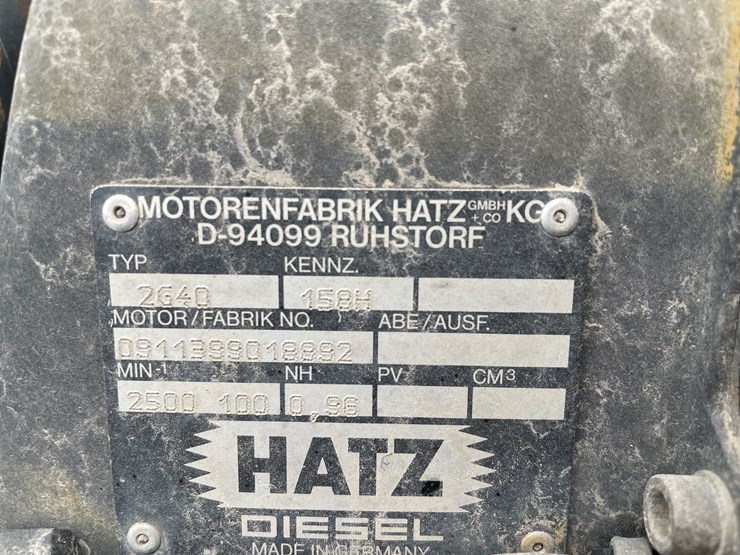 MOTORENFABRIK HATZ GMBH + CO KG
D-94099 RUHSTORF
TYP KENNZ.
2G40 158H
MOTOR/FABRIK NO. ABE/AUSF.
0911399018892
MIN-1 NH PV CM³
2500 100 0,96
HATZ
DIESEL
MADE IN GERMANY